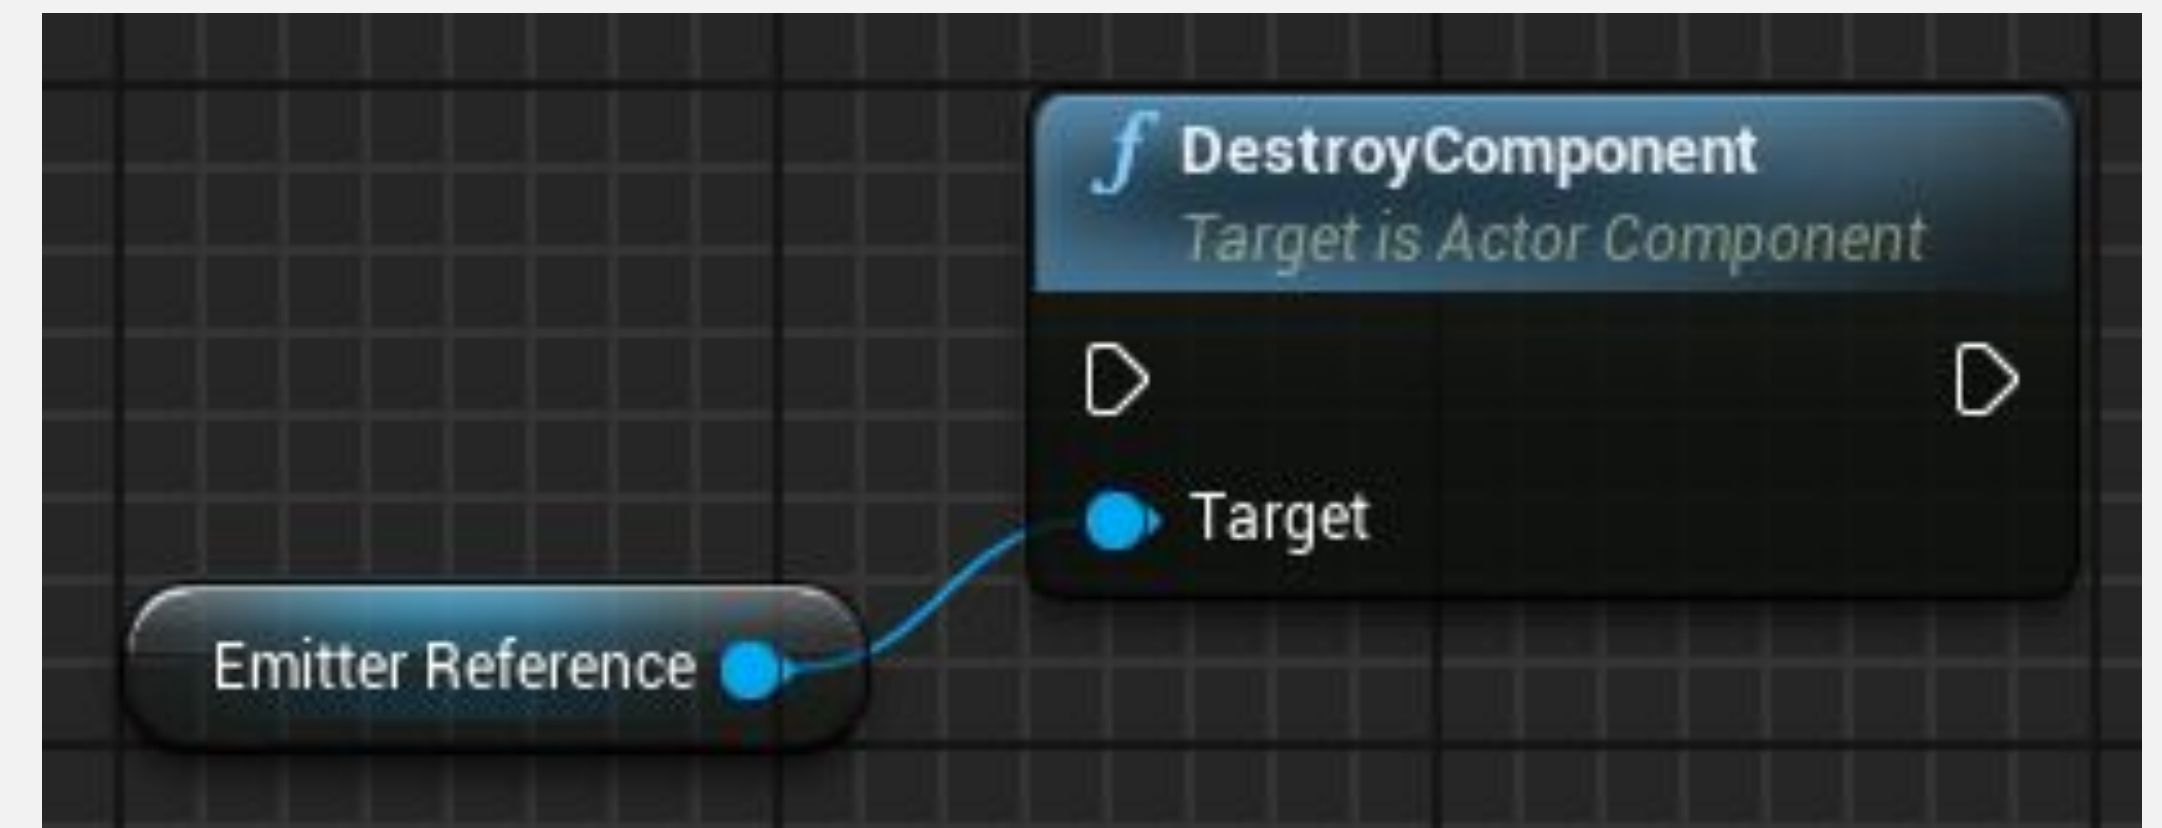 DestroyComponent
Target is Actor Component
Target
Emitter Reference